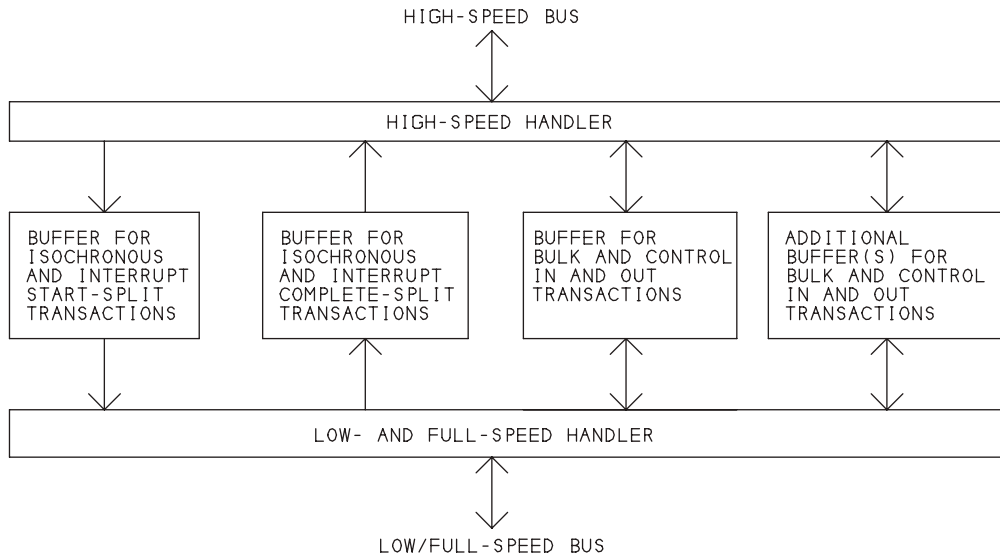 HIGH-SPEED BUS
HIGH-SPEED HANDLER
BUFFER FOR
ISOCHRONOUS
AND INTERRUPT
START-SPLIT
TRANSACTIONS
BUFFER FOR
ISOCHRONOUS
AND INTERRUPT
COMPLETE-SPLIT
TRANSACTIONS
BUFFER FOR
BULK AND CONTROL
IN AND OUT
TRANSACTIONS
ADDITIONAL
BUFFER(S) FOR
BULK AND CONTROL
IN AND OUT
TRANSACTIONS
LOW- AND FULL-SPEED HANDLER
LOW/FULL-SPEED BUS